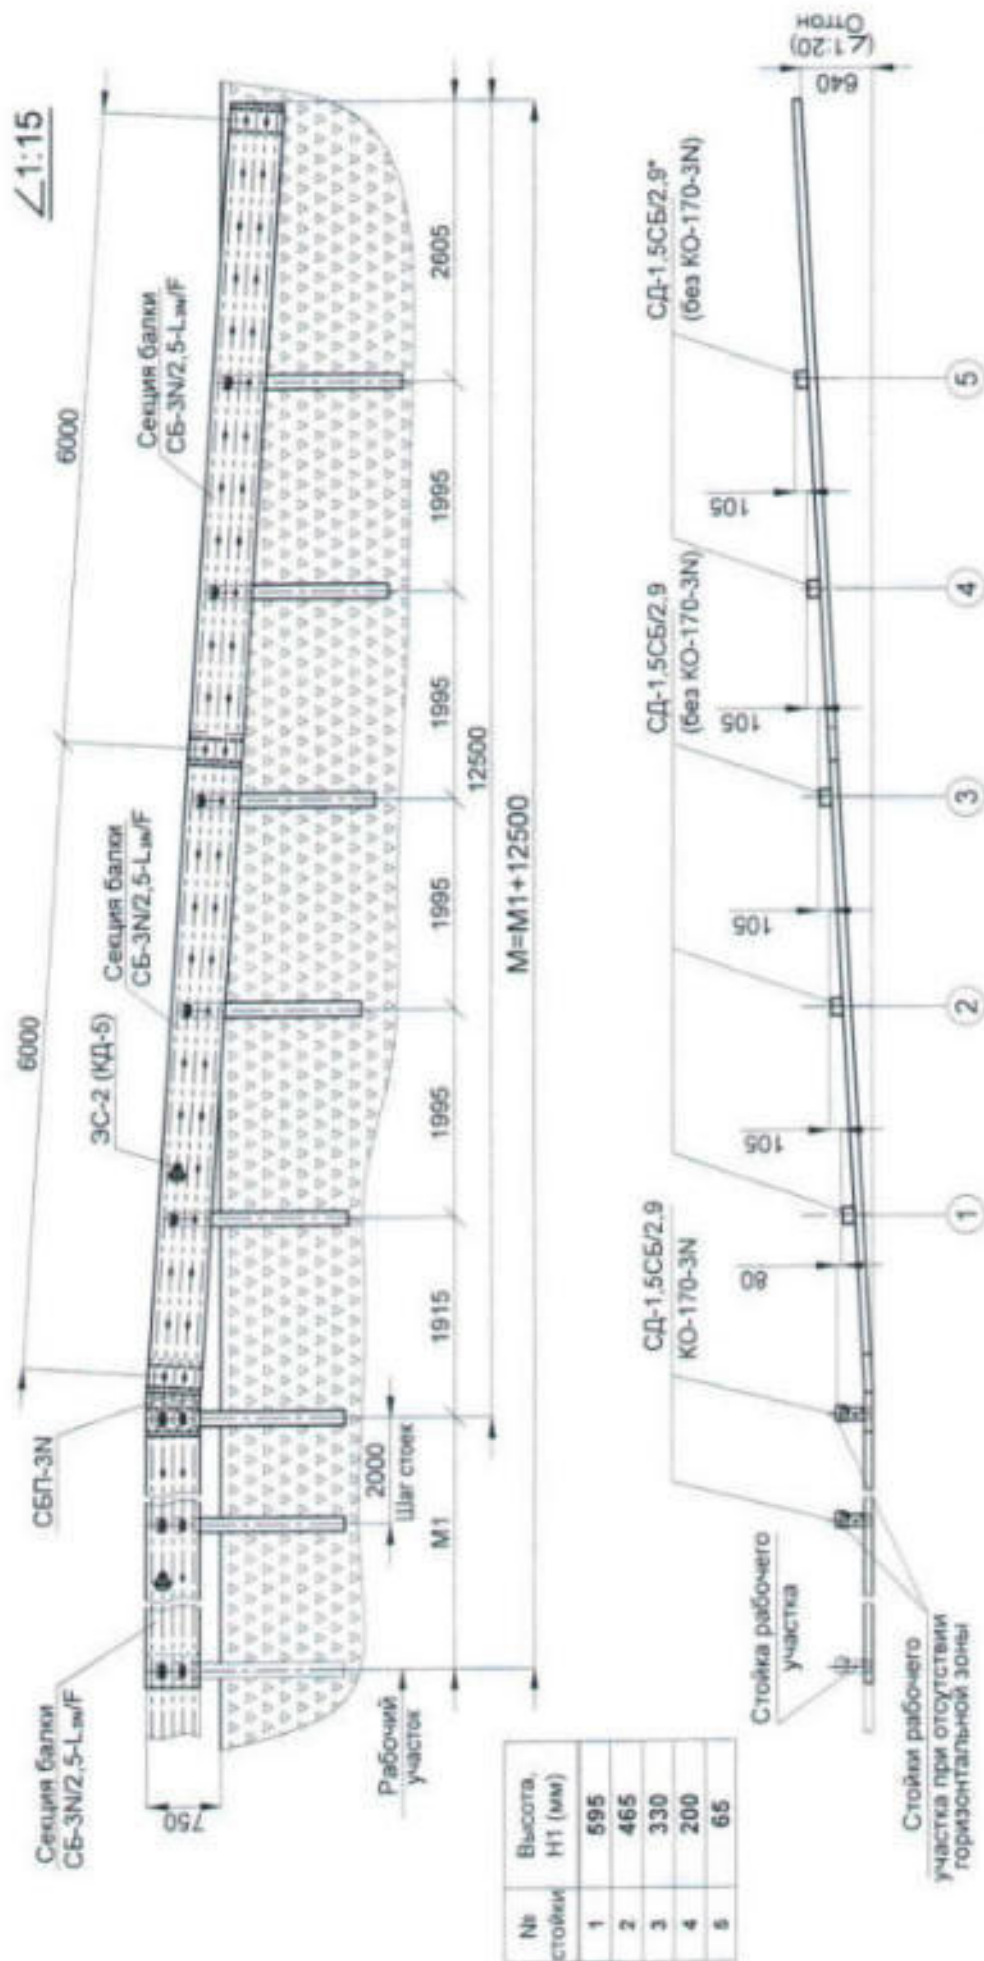 ∠1:15
6000
6000
Секция балки
СБ-3N/2,5-Lзм/F
СБП-3N
ЭС-2 (КД-5)
Секция балки
СБ-3N/2,5-Lзм/F
Секция балки
СБ-3N/2,5-Lзм/F
750
Рабочий
участок
2000
Шаг стоек
М1
1915
1995
1995
1995
1995
2605
12500
М=М1+12500
№ стойки
Высота,
Н1 (мм)
1 595
2 465
3 330
4 200
5 65
Стойка рабочего
участка
СД-1,5СБ/2,9
КО-170-3N
СД-1,5СБ/2,9
(без КО-170-3N)
СД-1,5СБ/2,9*
(без КО-170-3N)
80
105
105
105
105
640
(∠1:20)
Отгон
Стойки рабочего
участка при отсутствии
горизонтальной зоны
1
2
3
4
5